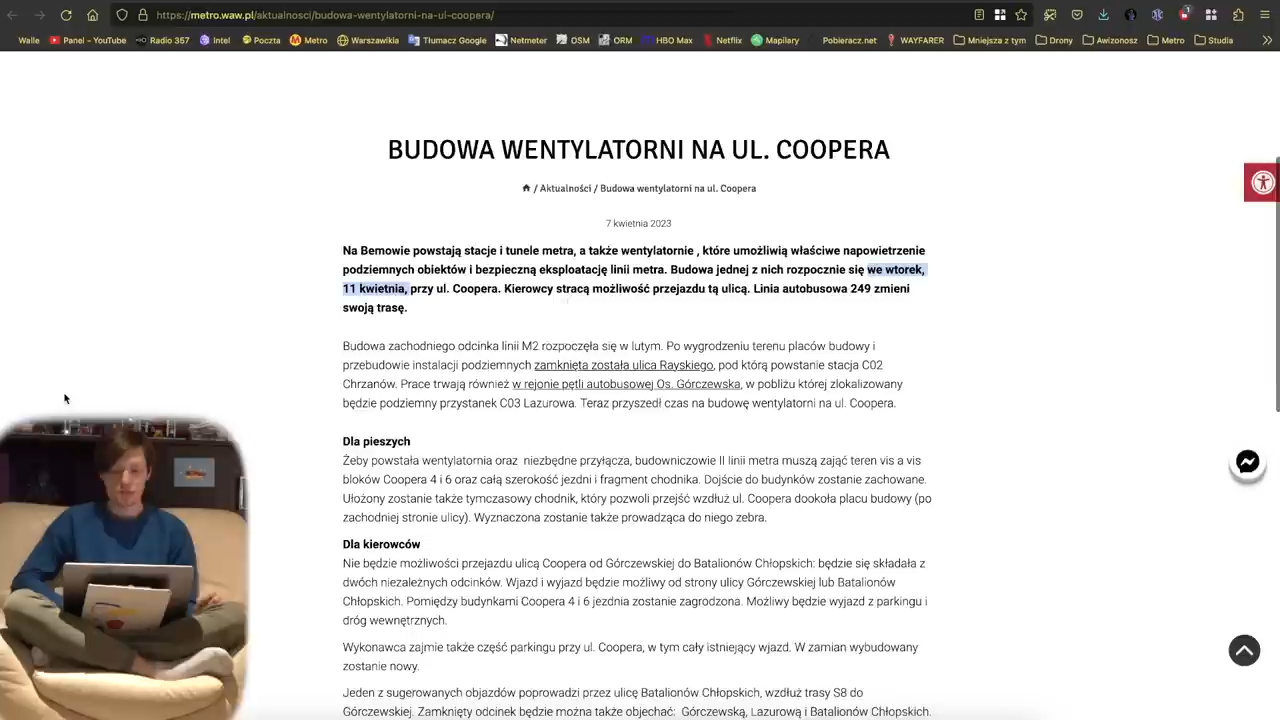 https://metro.waw.pl/aktualnosci/budowa-wentylatorni-na-ul-coopera/
Walle Panel – YouTube Radio 357 Intel Poczta Metro Warszawikia Tłumacz Google Netmeter OSM ORM HBO Max Netflix Mapilary Pobieracz.net WAYFARER Mniejsza z tym Drony Awizonosz Metro Studia
BUDOWA WENTYLATORNI NA UL. COOPERA
/ Aktualności / Budowa wentylatorni na ul. Coopera
7 kwietnia 2023
Na Bemowie powstają stacje i tunele metra, a także wentylatornie , które umożliwią właściwe napowietrzenie
podziemnych obiektów i bezpieczną eksploatację linii metra. Budowa jednej z nich rozpocznie się we wtorek,
11 kwietnia, przy ul. Coopera. Kierowcy stracą możliwość przejazdu tą ulicą. Linia autobusowa 249 zmieni
swoją trasę.
Budowa zachodniego odcinka linii M2 rozpoczęła się w lutym. Po wygrodzeniu terenu placów budowy i
przebudowie instalacji podziemnych zamknięta została ulica Rayskiego, pod którą powstanie stacja C02
Chrzanów. Prace trwają również w rejonie pętli autobusowej Os. Górczewska, w pobliżu której zlokalizowany
będzie podziemny przystanek C03 Lazurowa. Teraz przyszedł czas na budowę wentylatorni na ul. Coopera.
Dla pieszych
Żeby powstała wentylatornia oraz niezbędne przyłącza, budowniczowie II linii metra muszą zająć teren vis a vis
bloków Coopera 4 i 6 oraz całą szerokość jezdni i fragment chodnika. Dojście do budynków zostanie zachowane.
Ułożony zostanie także tymczasowy chodnik, który pozwoli przejść wzdłuż ul. Coopera dookoła placu budowy (po
zachodniej stronie ulicy). Wyznaczona zostanie także prowadząca do niego zebra.
Dla kierowców
Nie będzie możliwości przejazdu ulicą Coopera od Górczewskiej do Batalionów Chłopskich: będzie się składała z
dwóch niezależnych odcinków. Wjazd i wyjazd będzie możliwy od strony ulicy Górczewskiej lub Batalionów
Chłopskich. Pomiędzy budynkami Coopera 4 i 6 jezdnia zostanie zagrodzona. Możliwy będzie wyjazd z parkingu i
dróg wewnętrznych.
Wykonawca zajmie także część parkingu przy ul. Coopera, w tym cały istniejący wjazd. W zamian wybudowany
zostanie nowy.
Jeden z sugerowanych objazdów poprowadzi przez ulicę Batalionów Chłopskich, wzdłuż trasy S8 do
Górczewskiej. Zamknięty odcinek będzie można także objechać: Górczewską, Lazurową i Batalionów Chłopskich.